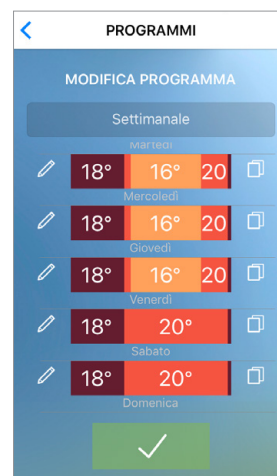 PROGRAMMI
MODIFICA PROGRAMMA
Settimanale
Martedì
18° 16° 20
Mercoledì
18° 16° 20
Giovedì
18° 16° 20
Venerdì
18° 20°
Sabato
18° 20°
Domenica